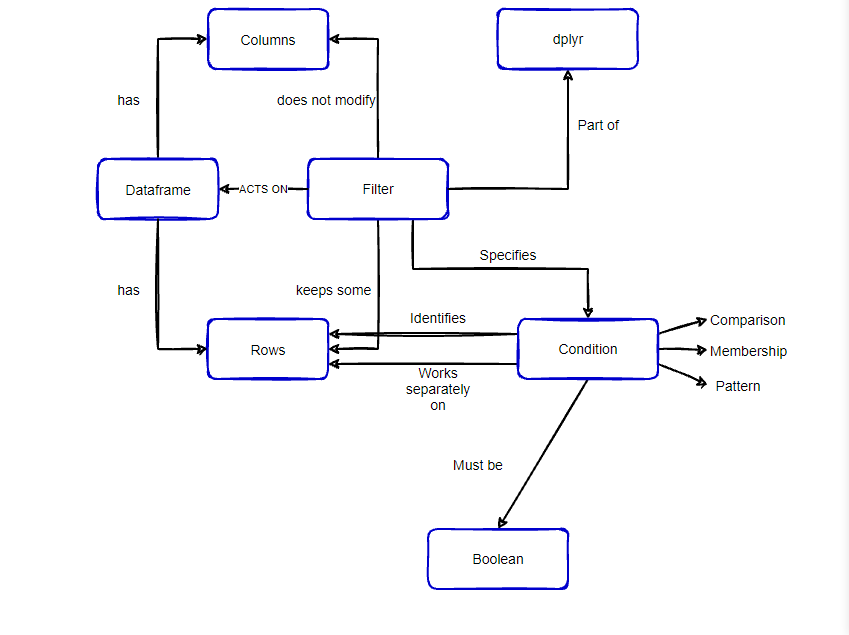 Columns
dplyr
has
does not modify
Part of
Dataframe
ACTS ON
Filter
Specifies
has
keeps some
Identifies
Comparison
Rows
Condition
Membership
Works
separately
on
Pattern
Must be
Boolean